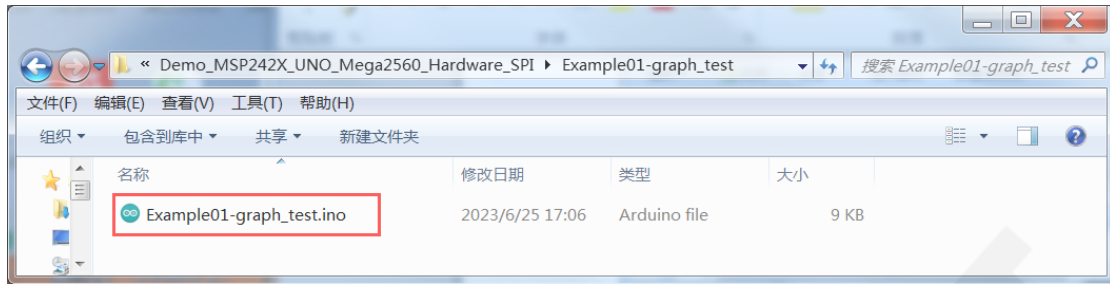 « Demo_MSP242X_UNO_Mega2560_Hardware_SPI ▸ Example01-graph_test 搜索 Example01-graph_test
文件(F) 编辑(E) 查看(V) 工具(T) 帮助(H)
组织 包含到库中 共享 新建文件夹
名称 修改日期 类型 大小
Example01-graph_test.ino 2023/6/25 17:06 Arduino file 9 KB